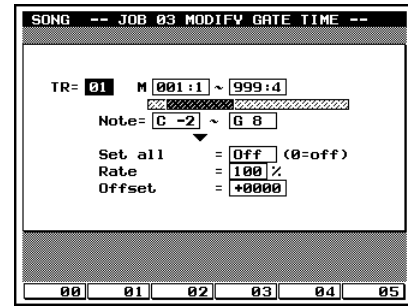 SONG -- JOB 03 MODIFY GATE TIME --
TR= 01 M 001:1 ~ 999:4
Note= C -2 ~ G 8
Set all = Off (0=off)
Rate = 100 %
Offset = +0000
00 01 02 03 04 05